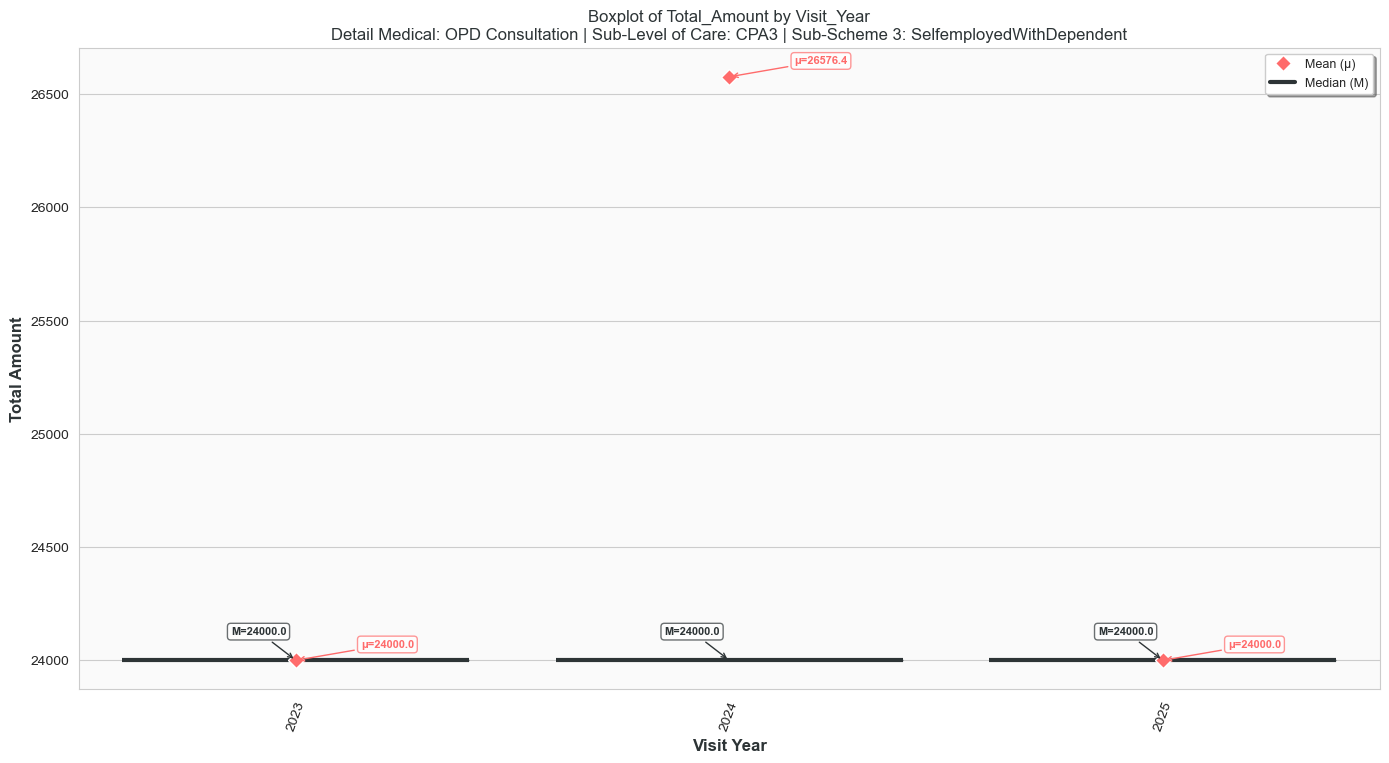 Boxplot of Total_Amount by Visit_Year
Detail Medical: OPD Consultation | Sub-Level of Care: CPA3 | Sub-Scheme 3: SelfemployedWithDependent
Mean (μ)
Median (M)
μ=26576.4
26500
26000
25500
25000
24500
24000
Total Amount
M=24000.0
μ=24000.0
M=24000.0
M=24000.0
μ=24000.0
2023
2024
2025
Visit Year